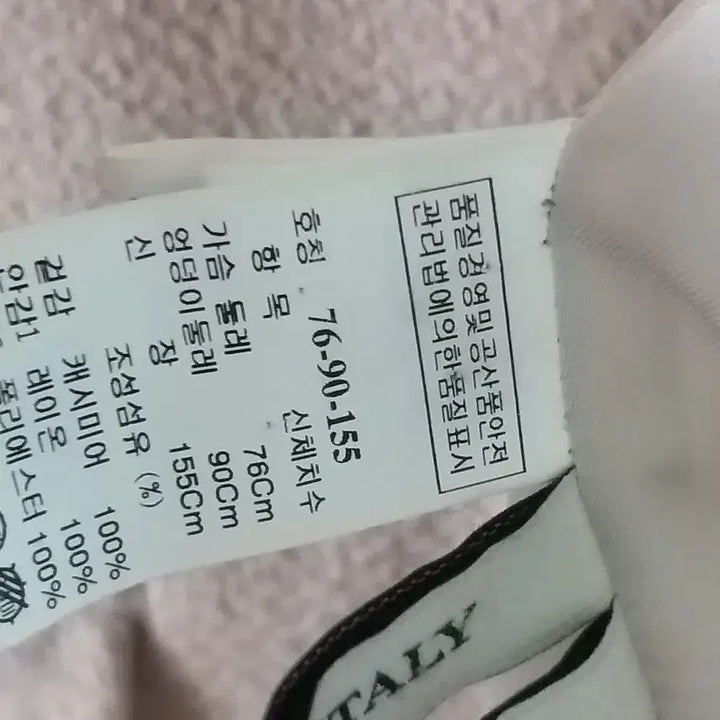 품질경영및공산품안전
관리법에의한품질표시
호칭 76-90-155
항 목 신체치수
가슴 둘레 76Cm
엉덩이둘레 90Cm
신 장 155Cm
조성섬유 (%)
겉감 캐시미어 100%
안감1 레이온 100%
폴리에스터 100%
TALY